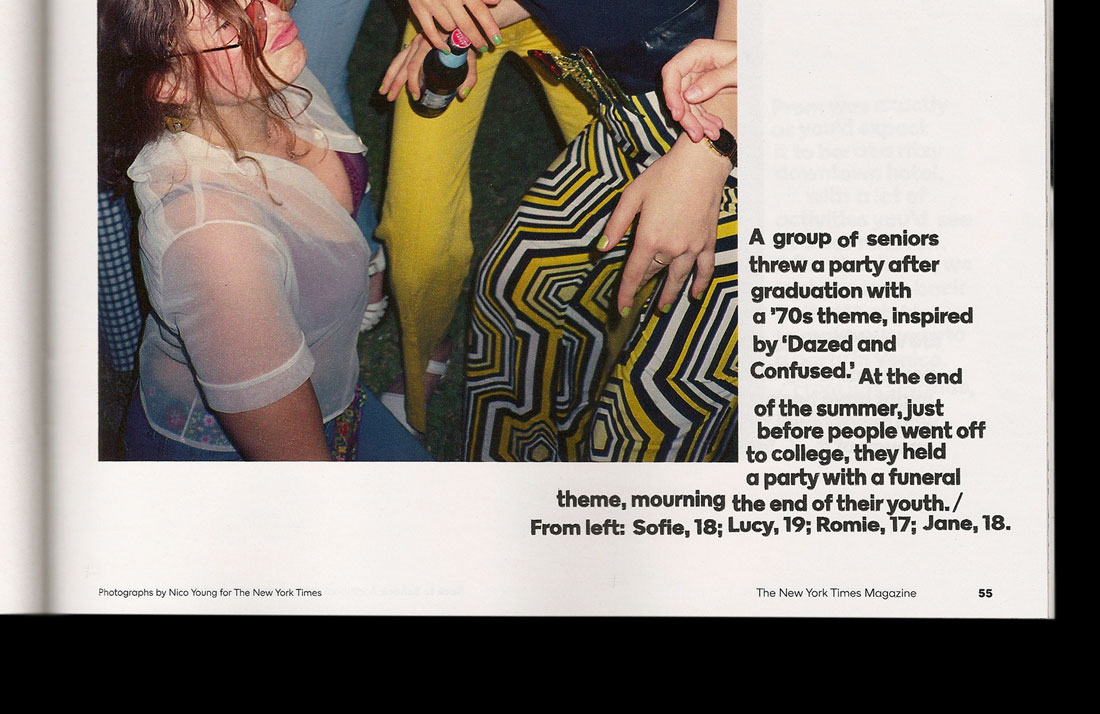 A group of seniors
threw a party after
graduation with
a '70s theme, inspired
by 'Dazed and
Confused.' At the end
of the summer, just
before people went off
to college, they held
a party with a funeral
theme, mourning the end of their youth. /
From left: Sofie, 18; Lucy, 19; Romie, 17; Jane, 18.
Photographs by Nico Young for The New York Times
The New York Times Magazine 55